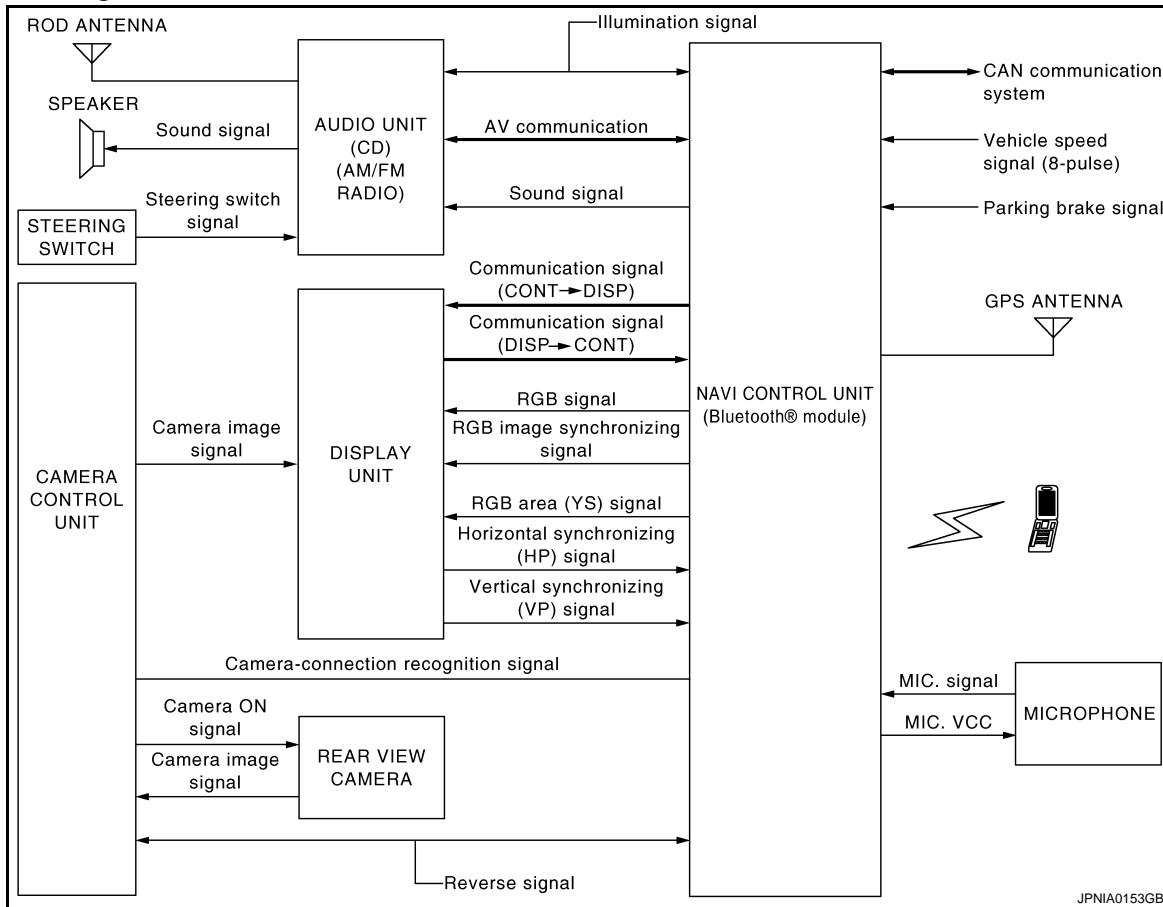 ROD ANTENNA
Illumination signal
SPEAKER
Sound signal
AUDIO UNIT
(CD)
(AM/FM
RADIO)
AV communication
CAN communication
system
Vehicle speed
signal (8-pulse)
Steering switch
signal
Sound signal
Parking brake signal
STEERING
SWITCH
Communication signal
(CONT→DISP)
Communication signal
(DISP→CONT)
GPS ANTENNA
NAVI CONTROL UNIT
(Bluetooth® module)
RGB signal
RGB image synchronizing
signal
Camera image
signal
DISPLAY
UNIT
CAMERA
CONTROL
UNIT
RGB area (YS) signal
Horizontal synchronizing
(HP) signal
Vertical synchronizing
(VP) signal
Camera-connection recognition signal
MIC. signal
MIC. VCC
MICROPHONE
Camera ON
signal
Camera image
signal
REAR VIEW
CAMERA
Reverse signal
JPNIA0153GB